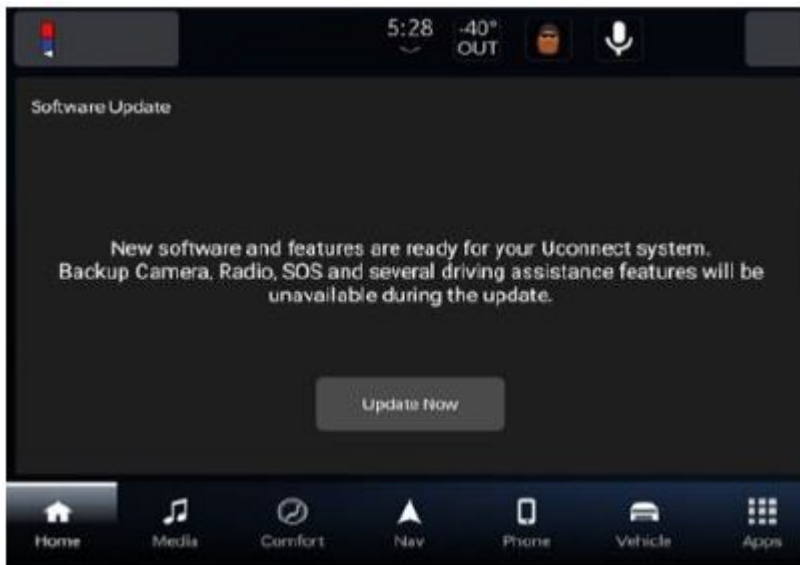 5:28
-40°
OUT
Software Update
New software and features are ready for your Uconnect system.
Backup Camera, Radio, SOS and several driving assistance features will be
unavailable during the update.
Update Now
Home Media Comfort Nav Phone Vehicle Apps